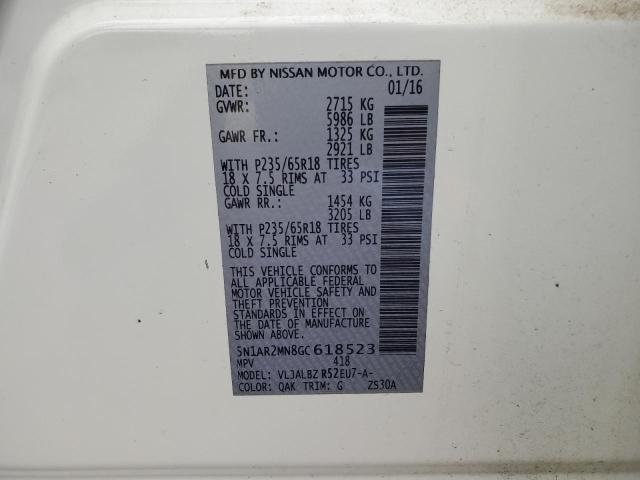 MFD BY NISSAN MOTOR CO., LTD.
DATE: 01/16
GVWR: 2715 KG
5986 LB
GAWR FR.: 1325 KG
2921 LB
WITH P235/65R18 TIRES
18 X 7.5 RIMS AT 33 PSI
COLD SINGLE
GAWR RR.: 1454 KG
3205 LB
WITH P235/65R18 TIRES
18 X 7.5 RIMS AT 33 PSI
COLD SINGLE
THIS VEHICLE CONFORMS TO
ALL APPLICABLE FEDERAL
MOTOR VEHICLE SAFETY AND
THEFT PREVENTION
STANDARDS IN EFFECT ON
THE DATE OF MANUFACTURE
SHOWN ABOVE.
5N1AR2MN8GC618523
MPV 418
MODEL: VLJALBZ R52EU7-A-
COLOR: QAK TRIM: G ZS30A